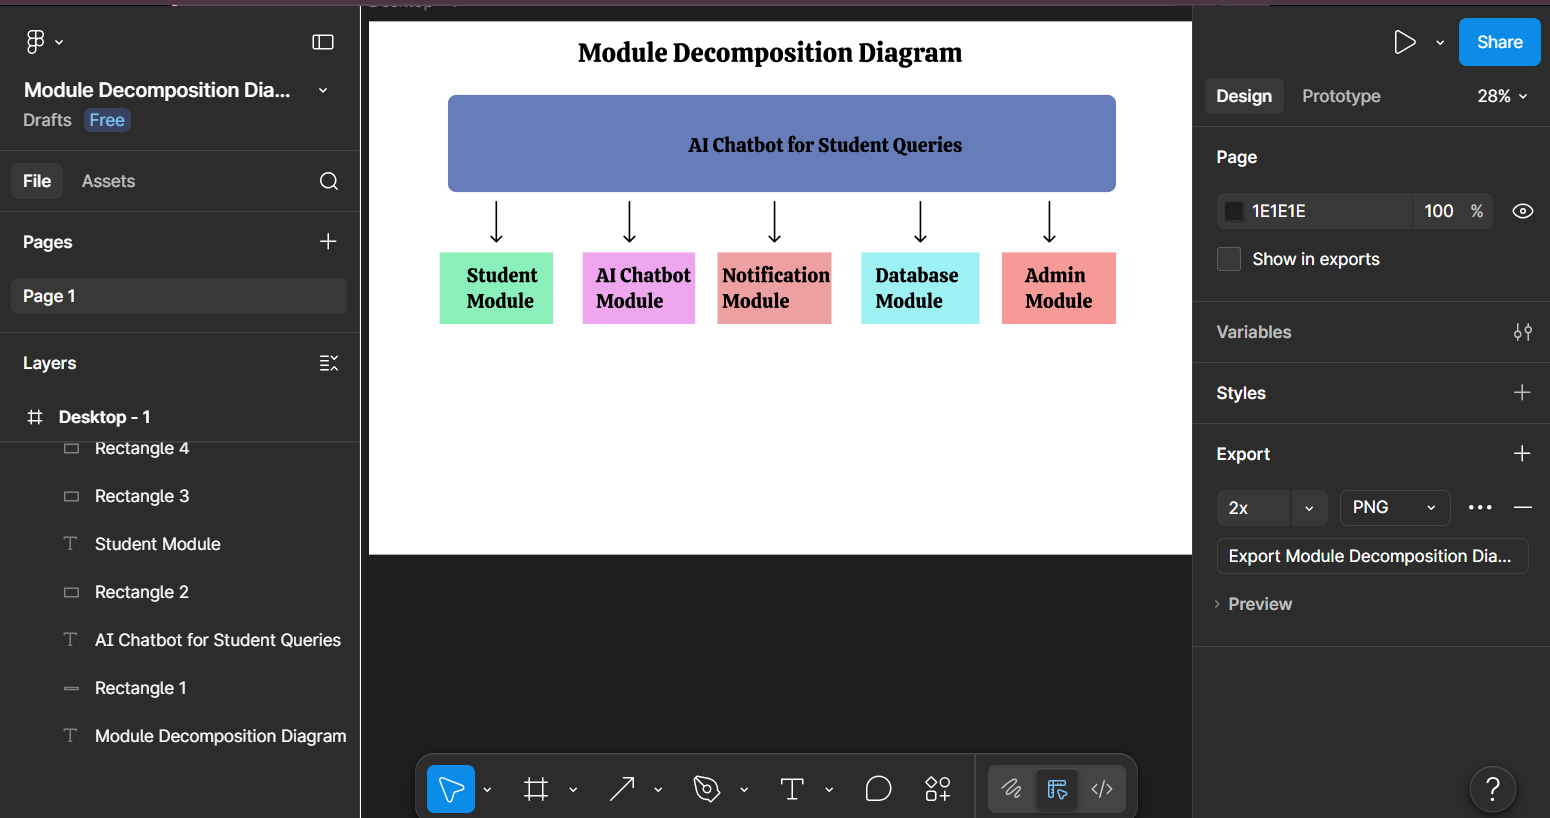 Module Decomposition Dia...
Drafts Free
File Assets
Pages
Page 1
Layers
Desktop - 1
Rectangle 4
Rectangle 3
Student Module
Rectangle 2
AI Chatbot for Student Queries
Rectangle 1
Module Decomposition Diagram
Module Decomposition Diagram
AI Chatbot for Student Queries
Student
Module
AI Chatbot
Module
Notification
Module
Database
Module
Admin
Module
Share
Design Prototype 28%
Page
1E1E1E 100 %
Show in exports
Variables
Styles
Export
2x PNG
Export Module Decomposition Dia...
Preview
?